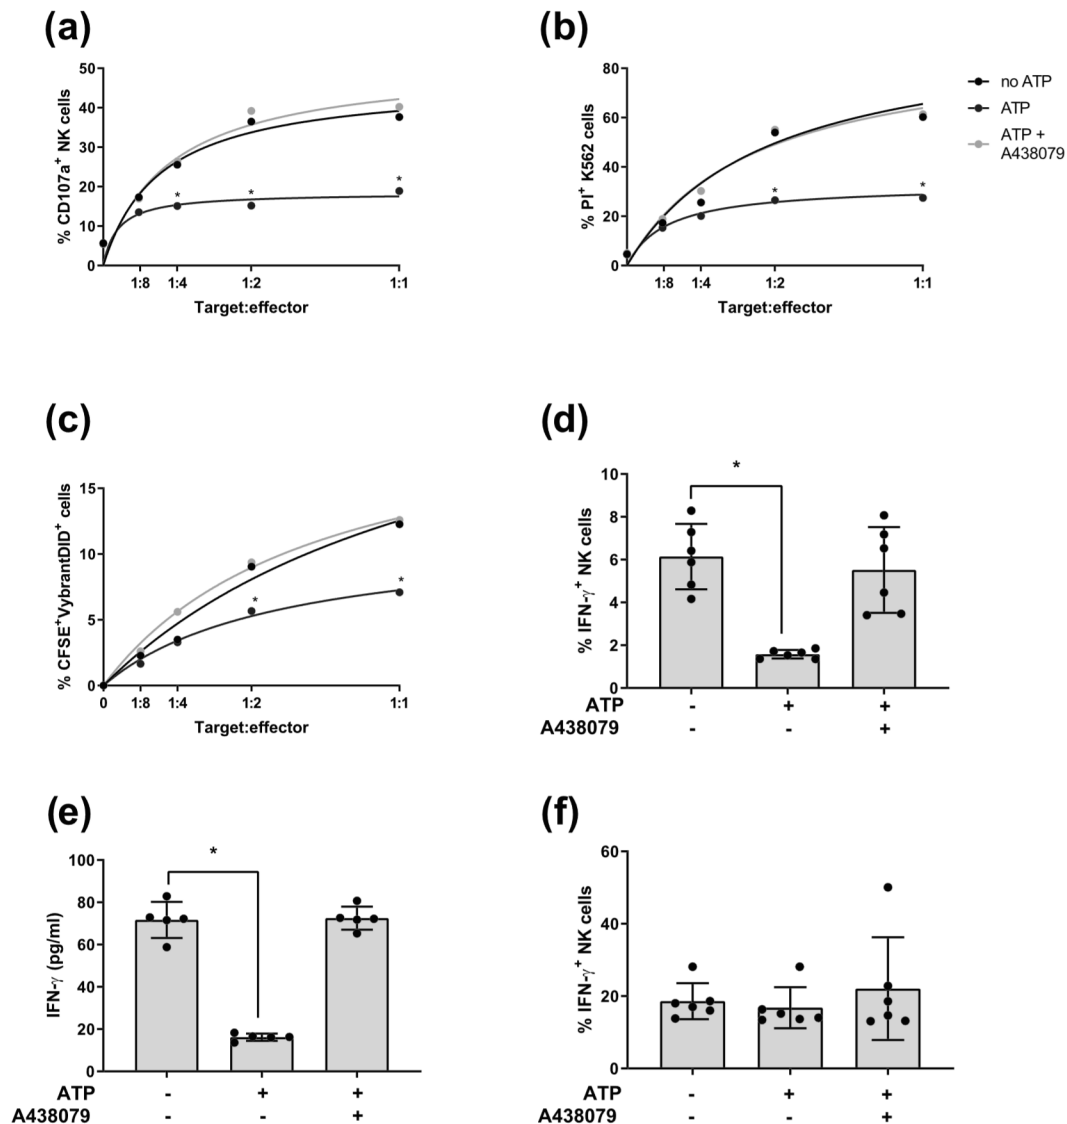 (a)
% CD107a+ NK cells
50
40
30
20
10
0
*
*
*
1:8 1:4 1:2 1:1
Target:effector
(b)
% PI+ K562 cells
80
60
40
20
0
*
*
1:8 1:4 1:2 1:1
Target:effector
no ATP
ATP
ATP +
A438079
(c)
% CFSE+VybrantDID+ cells
15
10
5
0
*
*
0 1:8 1:4 1:2 1:1
Target:effector
(d)
% IFN-γ+ NK cells
10
8
6
4
2
0
*
ATP - + +
A438079 - - +
(e)
IFN-γ (pg/ml)
100
80
60
40
20
0
*
ATP - + +
A438079 - - +
(f)
% IFN-γ+ NK cells
60
40
20
0
ATP - + +
A438079 - - +